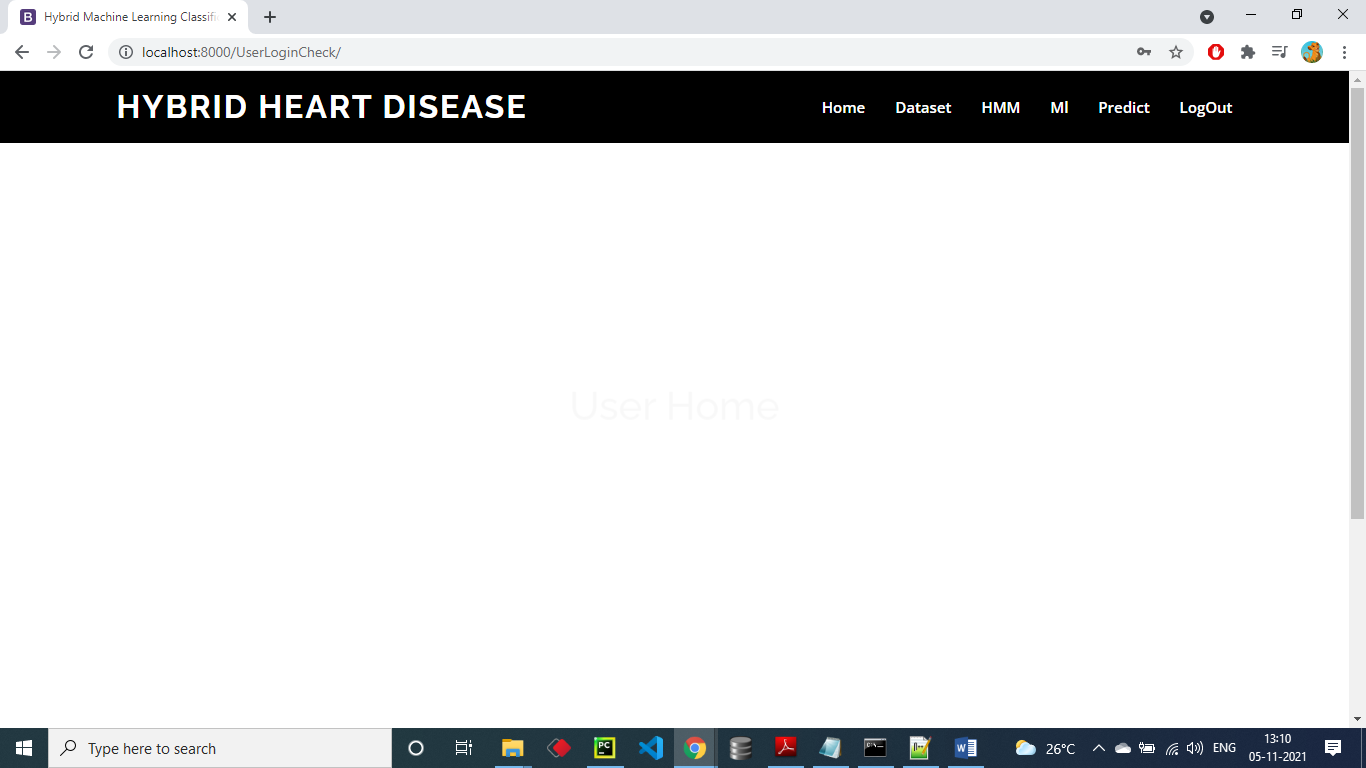 Hybrid Machine Learning Classifi
localhost:8000/UserLoginCheck/
HYBRID HEART DISEASE
Home Dataset HMM Ml Predict LogOut
User Home
Type here to search
PC
26°C
ENG
13:10
05-11-2021